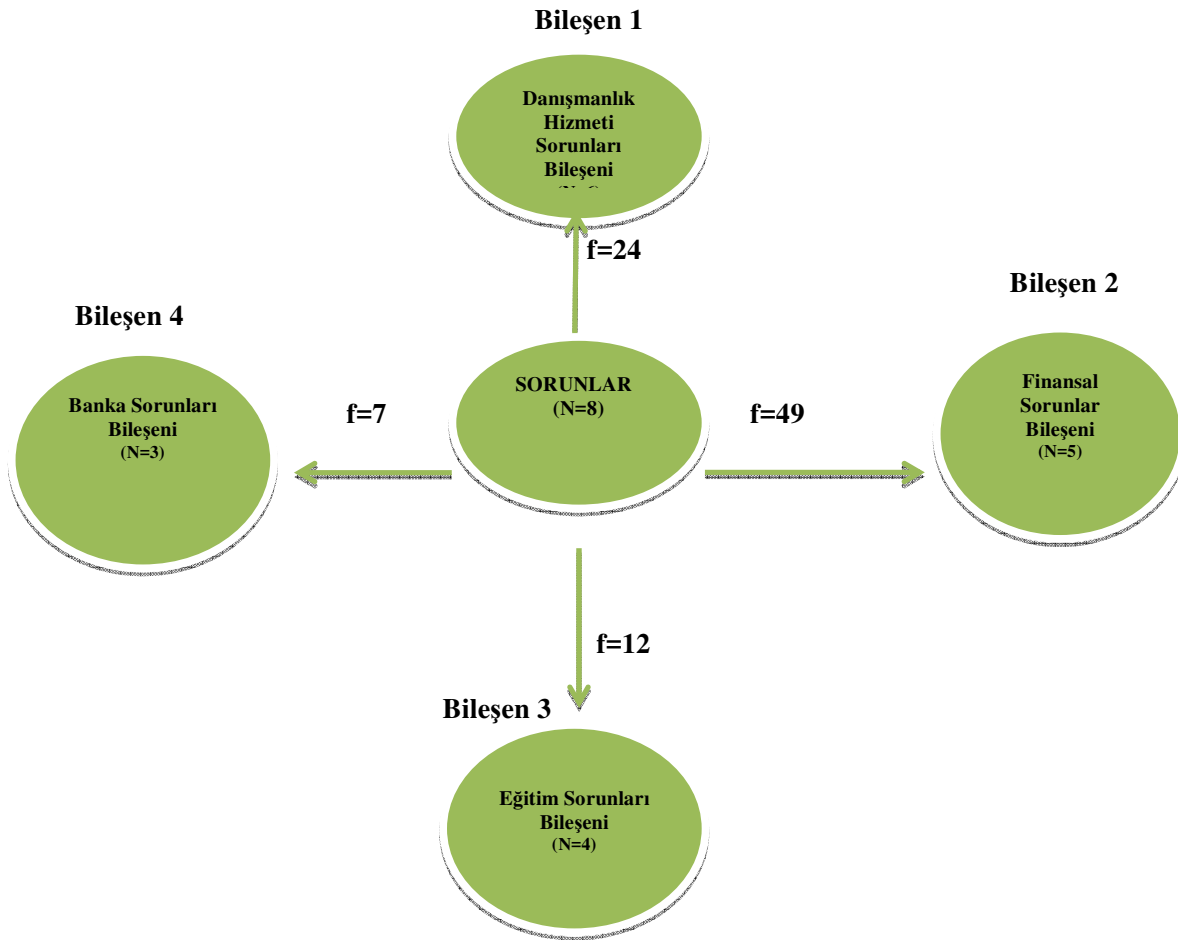 Bileşen 1
Danışmanlık
Hizmeti
Sorunları
Bileşeni
f=24
Bileşen 2
Bileşen 4
SORUNLAR
(N=8)
Finansal
Sorunlar
Bileşeni
(N=5)
Banka Sorunları
Bileşeni
(N=3)
f=7
f=49
f=12
Bileşen 3
Eğitim Sorunları
Bileşeni
(N=4)